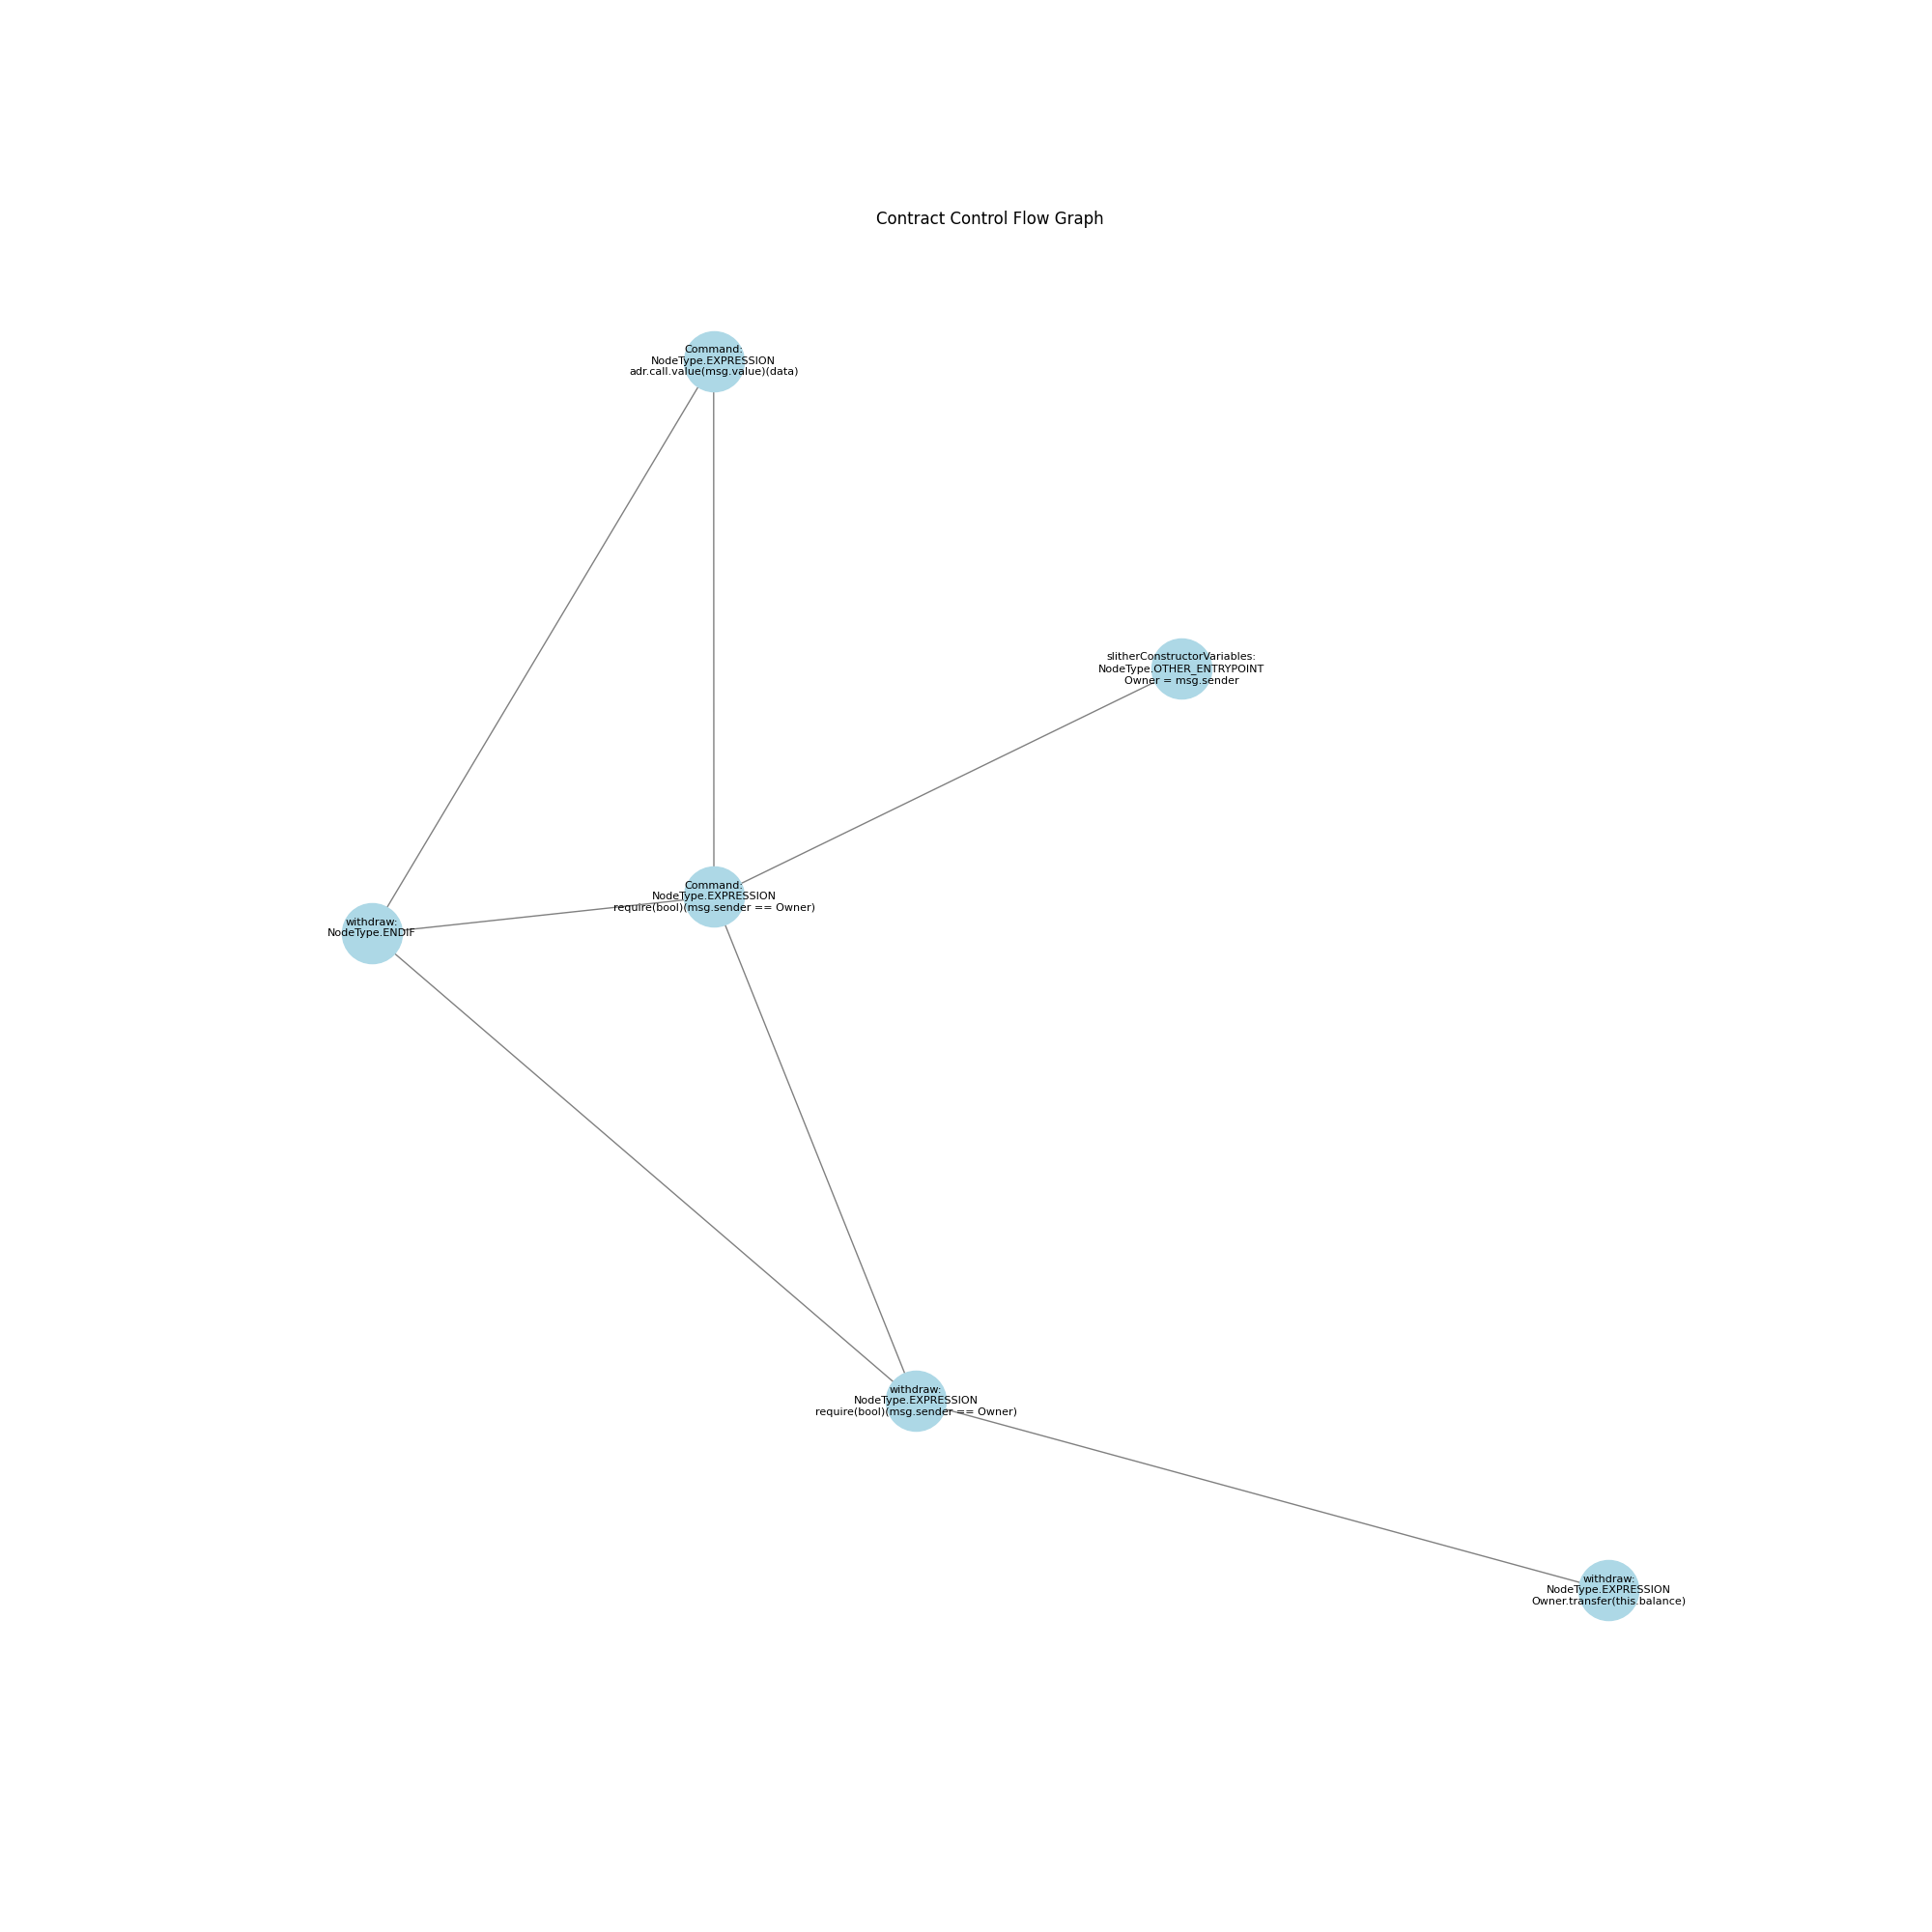 Contract Control Flow Graph
Command:
NodeType.EXPRESSION
adr.call.value(msg.value)(data)
slitherConstructorVariables:
NodeType.OTHER_ENTRYPOINT
Owner = msg.sender
Command:
NodeType.EXPRESSION
require(bool)(msg.sender == Owner)
withdraw:
NodeType.ENDIF
withdraw:
NodeType.EXPRESSION
require(bool)(msg.sender == Owner)
withdraw:
NodeType.EXPRESSION
Owner.transfer(this.balance)